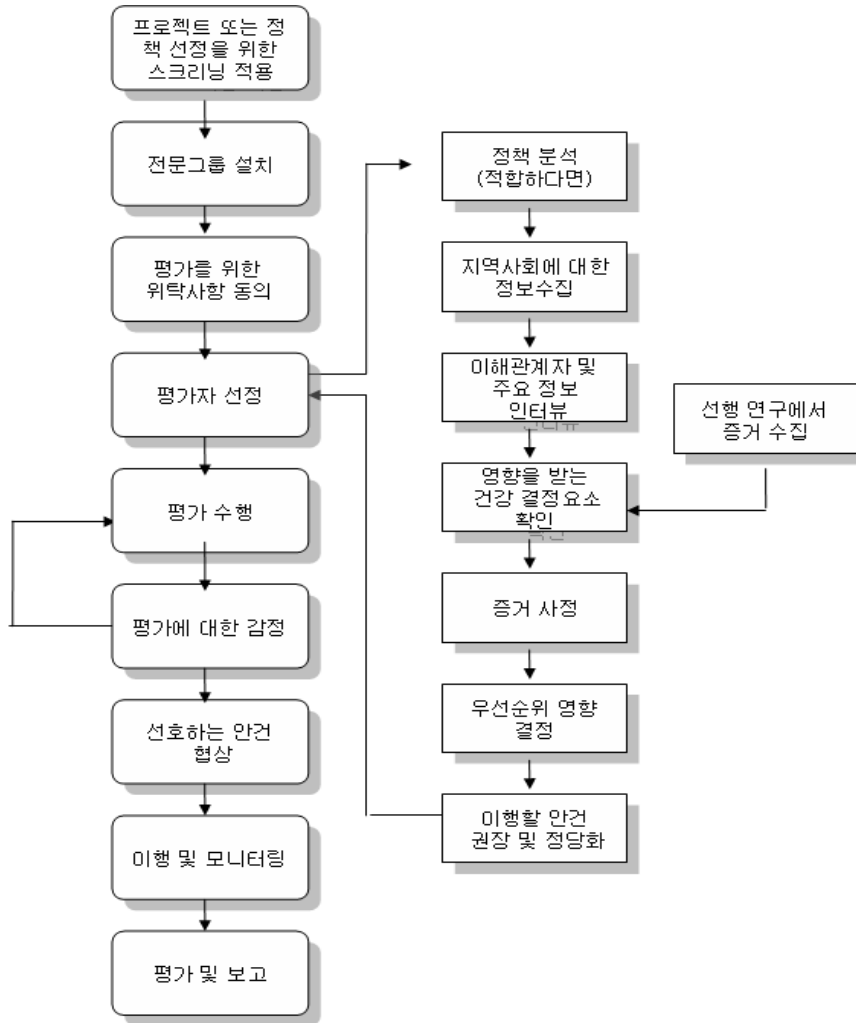 프로젝트 또는 정
책 선정을 위한
스크리닝 적용
전문그룹 설치
평가를 위한
위탁사항 동의
평가자 선정
평가 수행
평가에 대한 감정
선호하는 안건
협상
이행 및 모니터링
평가 및 보고
정책 분석
(적합하다면)
지역사회에 대한
정보수집
이해관계자 및
주요 정보
인터뷰
영향을 받는
건강 결정요소
확인
증거 사정
우선순위 영향
결정
이행할 안건
권장 및 정당화
선행 연구에서
증거 수집